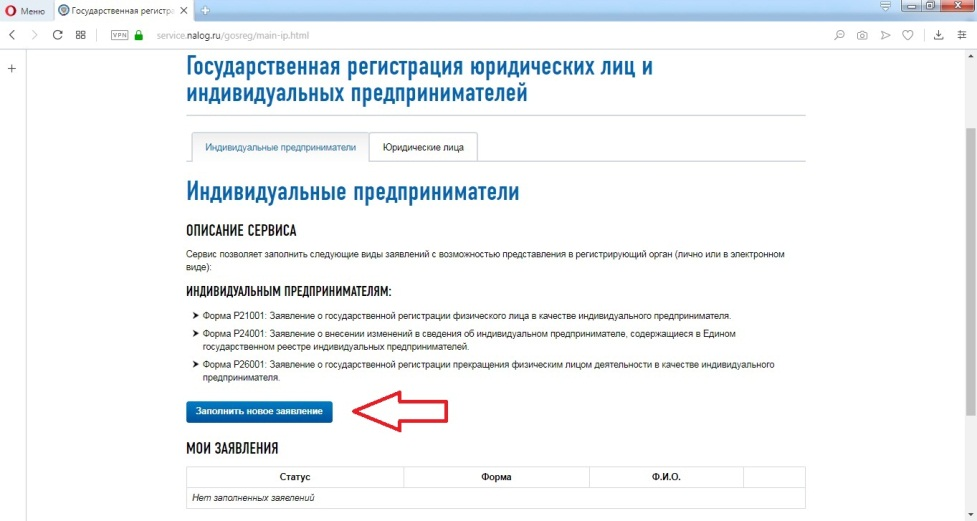 Меню
Государственная регистра
VPN
service.nalog.ru/gosreg/main-ip.html
Государственная регистрация юридических лиц и
индивидуальных предпринимателей
Индивидуальные предприниматели
Юридические лица
Индивидуальные предприниматели
ОПИСАНИЕ СЕРВИСА
Сервис позволяет заполнить следующие виды заявлений с возможностью представления в регистрирующий орган (лично или в электронном
виде):
ИНДИВИДУАЛЬНЫМ ПРЕДПРИНИМАТЕЛЯМ:
Форма Р21001: Заявление о государственной регистрации физического лица в качестве индивидуального предпринимателя.
Форма Р24001: Заявление о внесении изменений в сведения об индивидуальном предпринимателе, содержащиеся в Едином
государственном реестре индивидуальных предпринимателей.
Форма Р26001: Заявление о государственной регистрации прекращения физическим лицом деятельности в качестве индивидуального
предпринимателя.
Заполнить новое заявление
МОИ ЗАЯВЛЕНИЯ
Статус
Форма
Ф.И.О.
Нет заполненных заявлений